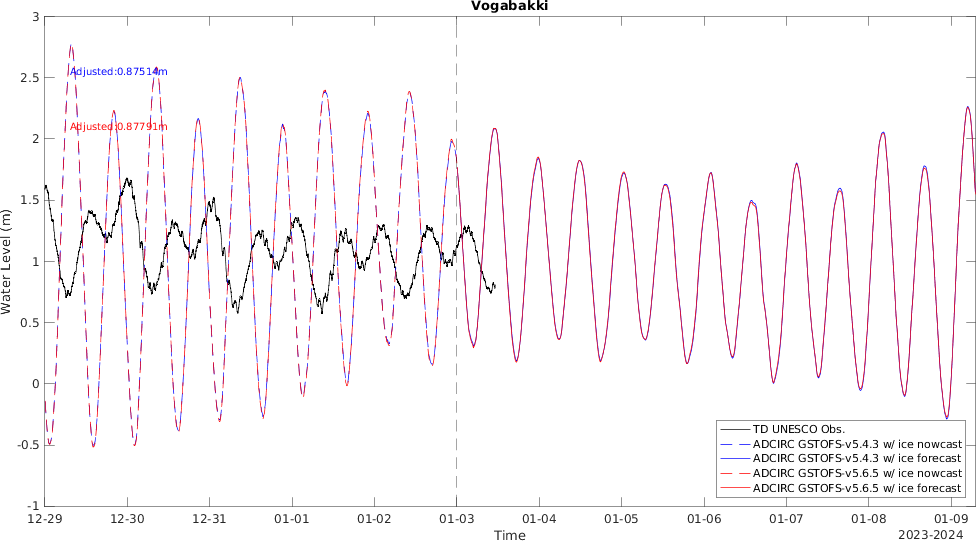 Vogabakki
3
2.5
2
1.5
1
0.5
0
-0.5
-1
Water Level (m)
Adjusted:0.87514m
Adjusted:0.87791m
TD UNESCO Obs.
ADCIRC GSTOFS-v5.4.3 w/ ice nowcast
ADCIRC GSTOFS-v5.4.3 w/ ice forecast
ADCIRC GSTOFS-v5.6.5 w/ ice nowcast
ADCIRC GSTOFS-v5.6.5 w/ ice forecast
12-29 12-30 12-31 01-01 01-02 01-03 01-04 01-05 01-06 01-07 01-08 01-09
Time
2023-2024